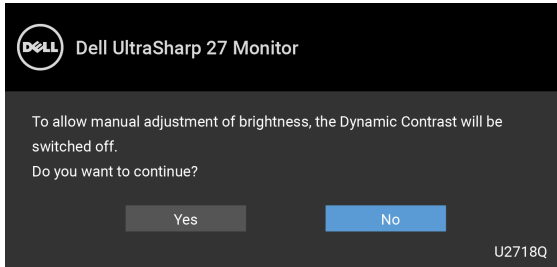 DELL
Dell UltraSharp 27 Monitor
To allow manual adjustment of brightness, the Dynamic Contrast will be
switched off.
Do you want to continue?
Yes
No
U2718Q